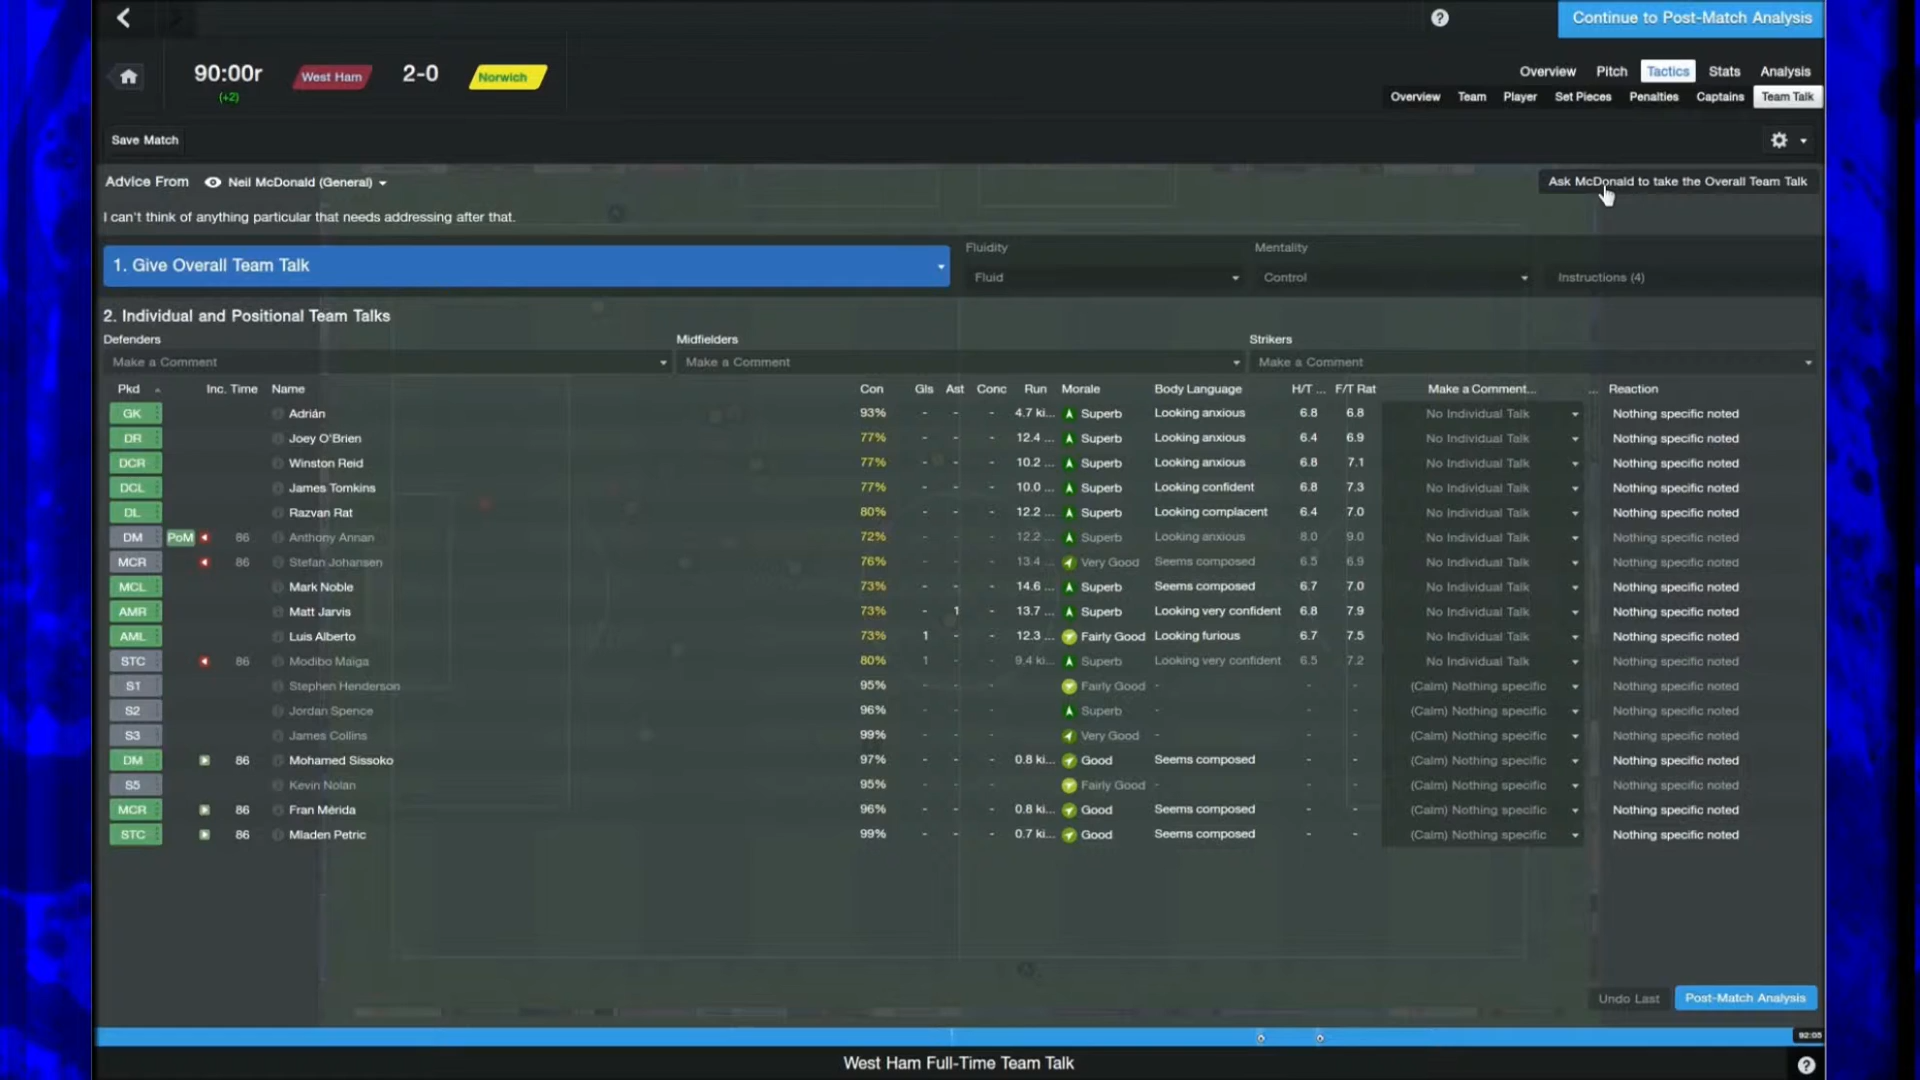 Continue to Post-Match Analysis
90:00r West Ham 2-0 Norwich
(+2)
Overview Pitch Tactics Stats Analysis
Overview Team Player Set Pieces Penalties Captains Team Talk
Save Match
Advice From Neil McDonald (General)
Ask McDonald to take the Overall Team Talk
I can't think of anything particular that needs addressing after that.
1. Give Overall Team Talk
Fluidity Mentality
Fluid Control Instructions (4)
2. Individual and Positional Team Talks
Defenders Midfielders Strikers
Make a Comment Make a Comment Make a Comment
Pkd Inc. Time Name Con Gls Ast Conc Run Morale Body Language H/T ... F/T Rat Make a Comment... ... Reaction
GK Adrián 93% - - - 4.7 ki... Superb Looking anxious 6.8 6.8 No Individual Talk Nothing specific noted
DR Joey O'Brien 77% - - - 12.4 ... Superb Looking anxious 6.4 6.9 No Individual Talk Nothing specific noted
DCR Winston Reid 77% - - - 10.2 ... Superb Looking anxious 6.8 7.1 No Individual Talk Nothing specific noted
DCL James Tomkins 77% - - - 10.0 ... Superb Looking confident 6.8 7.3 No Individual Talk Nothing specific noted
DL Razvan Rat 80% - - - 12.2 ... Superb Looking complacent 6.4 7.0 No Individual Talk Nothing specific noted
DM PoM 86 Anthony Annan 72% - - - 12.2 ... Superb Looking anxious 8.0 9.0 No Individual Talk Nothing specific noted
MCR 86 Stefan Johansen 76% - - - 13.4 ... Very Good Seems composed 6.5 6.9 No Individual Talk Nothing specific noted
MCL Mark Noble 73% - - - 14.6 ... Superb Seems composed 6.7 7.0 No Individual Talk Nothing specific noted
AMR Matt Jarvis 73% - 1 - 13.7 ... Superb Looking very confident 6.8 7.9 No Individual Talk Nothing specific noted
AML Luis Alberto 73% 1 - - 12.3 ... Fairly Good Looking furious 6.7 7.5 No Individual Talk Nothing specific noted
STC 86 Modibo Maïga 80% 1 - - 9.4 ki... Superb Looking very confident 6.5 7.2 No Individual Talk Nothing specific noted
S1 Stephen Henderson 95% - - - Fairly Good - - - (Calm) Nothing specific Nothing specific noted
S2 Jordan Spence 96% - - - Superb - - - (Calm) Nothing specific Nothing specific noted
S3 James Collins 99% - - - Very Good - - - (Calm) Nothing specific Nothing specific noted
DM 86 Mohamed Sissoko 97% - - - 0.8 ki... Good Seems composed - - (Calm) Nothing specific Nothing specific noted
S5 Kevin Nolan 95% - - - Fairly Good - - - (Calm) Nothing specific Nothing specific noted
MCR 86 Fran Mérida 96% - - - 0.8 ki... Good Seems composed - - (Calm) Nothing specific Nothing specific noted
STC 86 Mladen Petric 99% - - - 0.7 ki... Good Seems composed - - (Calm) Nothing specific Nothing specific noted
Undo Last Post-Match Analysis
92:05
West Ham Full-Time Team Talk